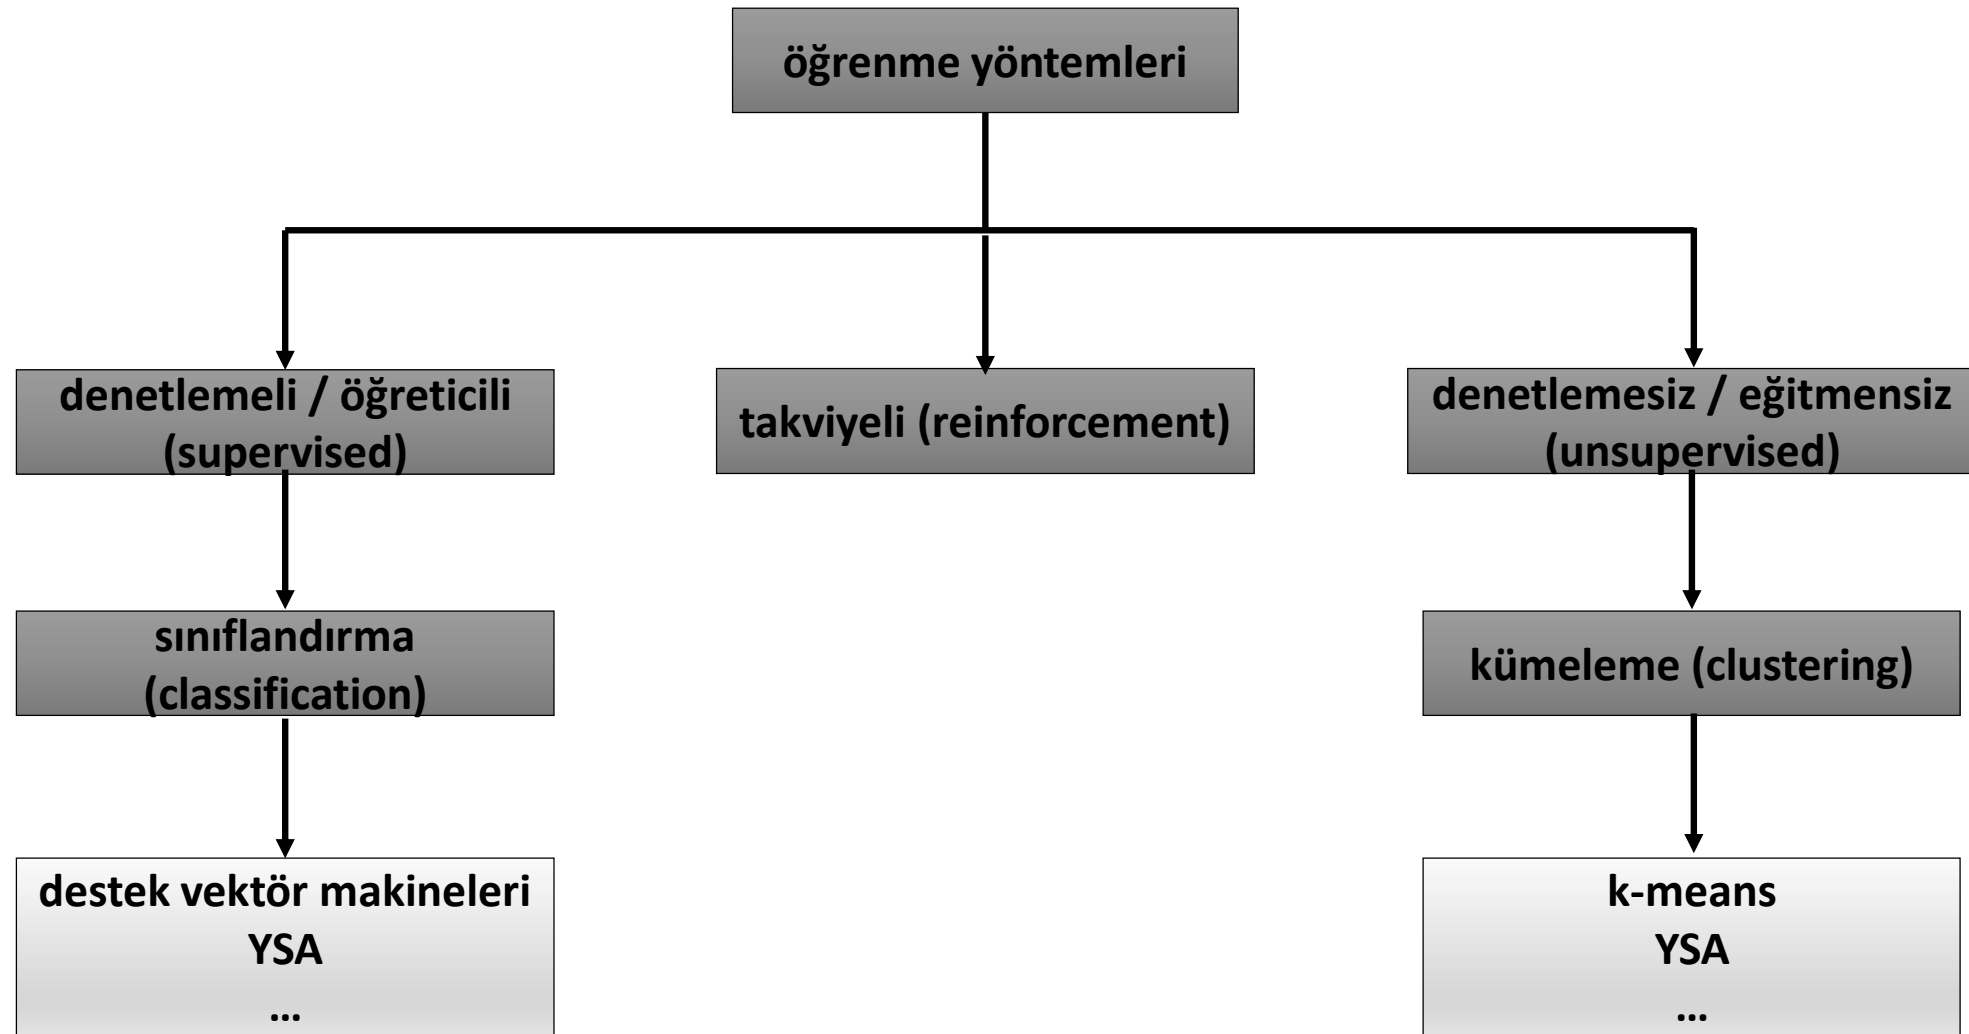 öğrenme yöntemleri
denetlemeli / öğreticili
(supervised)
takviyeli (reinforcement)
denetlemesiz / eğitmensiz
(unsupervised)
sınıflandırma
(classification)
kümeleme (clustering)
destek vektör makineleri
YSA
...
k-means
YSA
...